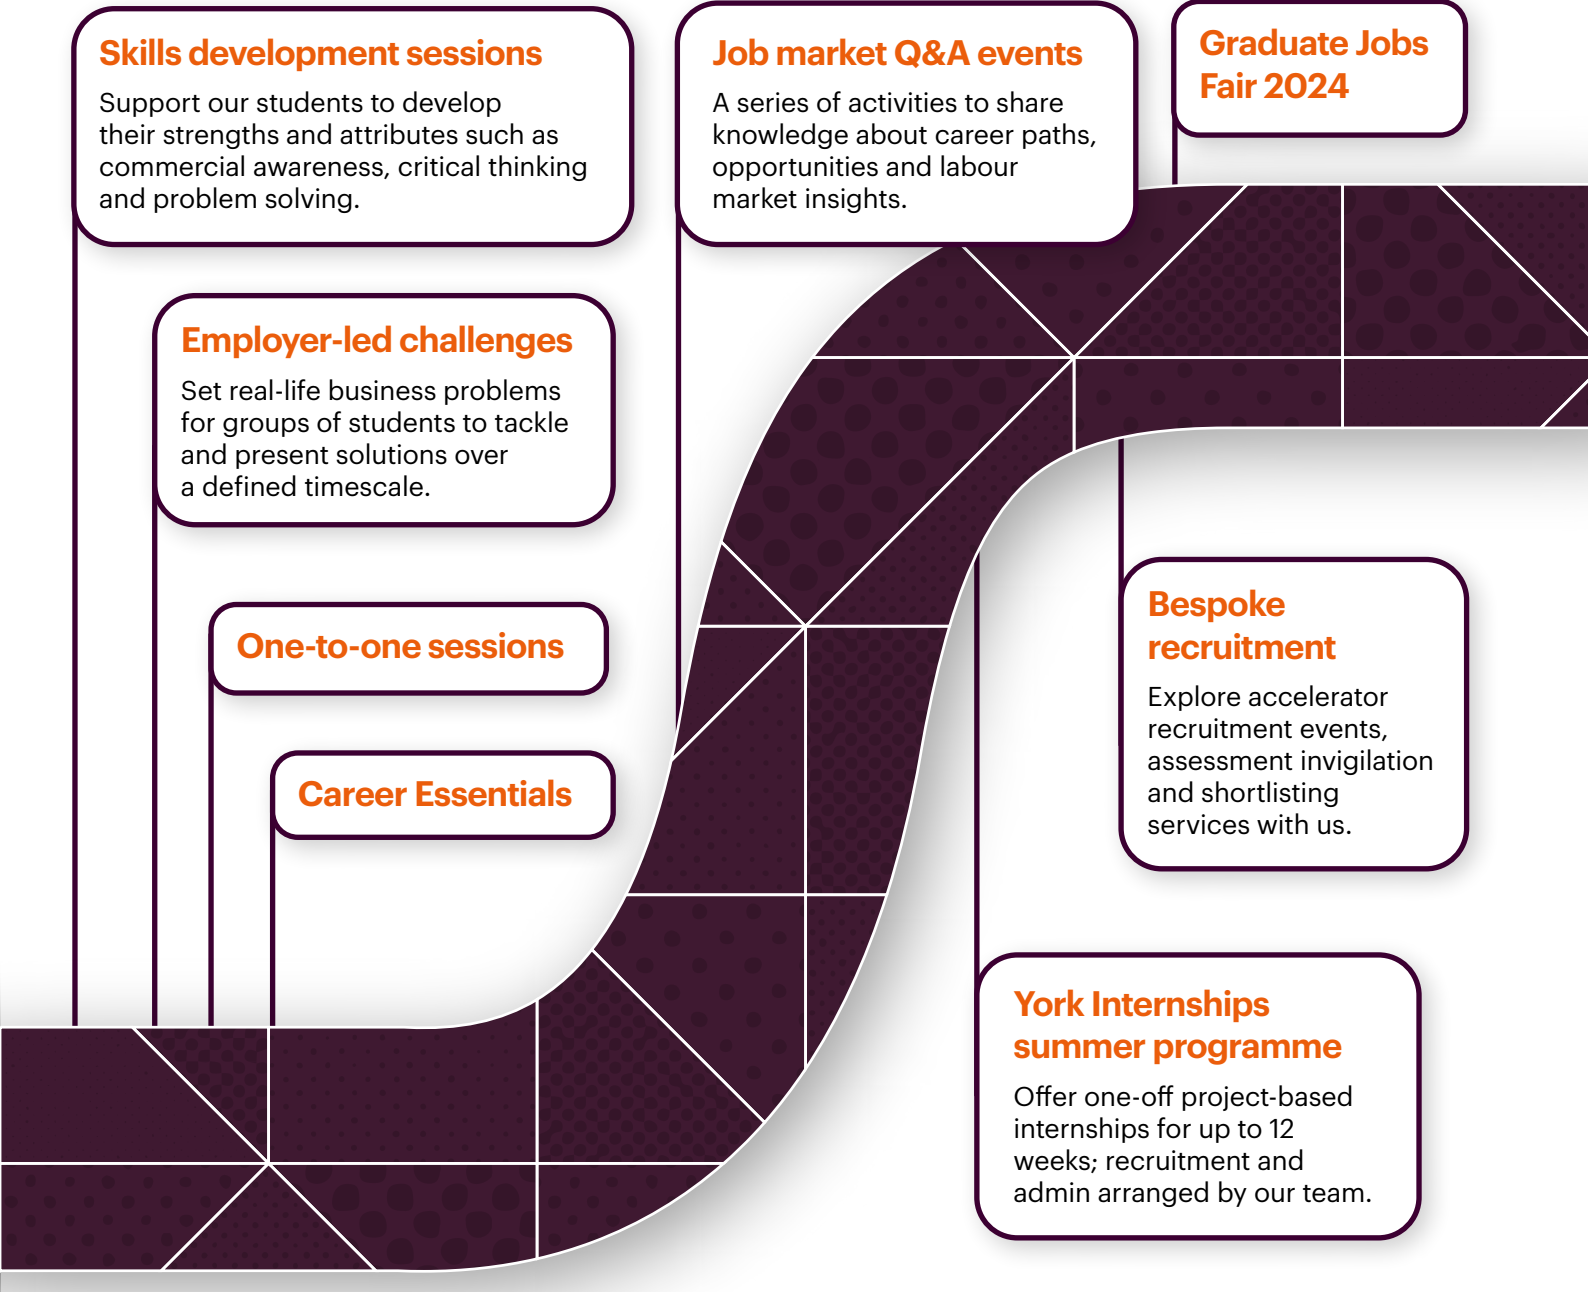 Skills development sessions
Support our students to develop
their strengths and attributes such as
commercial awareness, critical thinking
and problem solving.
Job market Q&A events
A series of activities to share
knowledge about career paths,
opportunities and labour
market insights.
Graduate Jobs
Fair 2024
Employer-led challenges
Set real-life business problems
for groups of students to tackle
and present solutions over
a defined timescale.
One-to-one sessions
Career Essentials
Bespoke
recruitment
Explore accelerator
recruitment events,
assessment invigilation
and shortlisting
services with us.
York Internships
summer programme
Offer one-off project-based
internships for up to 12
weeks; recruitment and
admin arranged by our team.